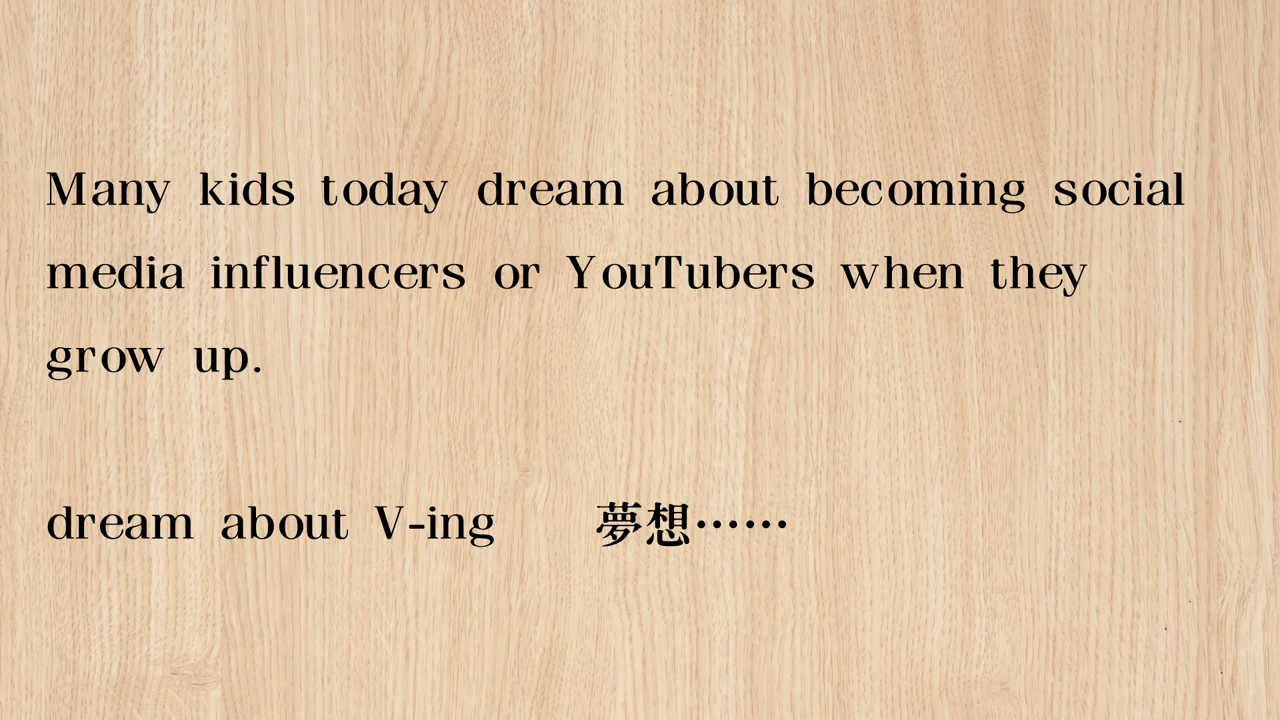 Many kids today dream about becoming social
media influencers or YouTubers when they
grow up.
dream about V-ing 夢想……